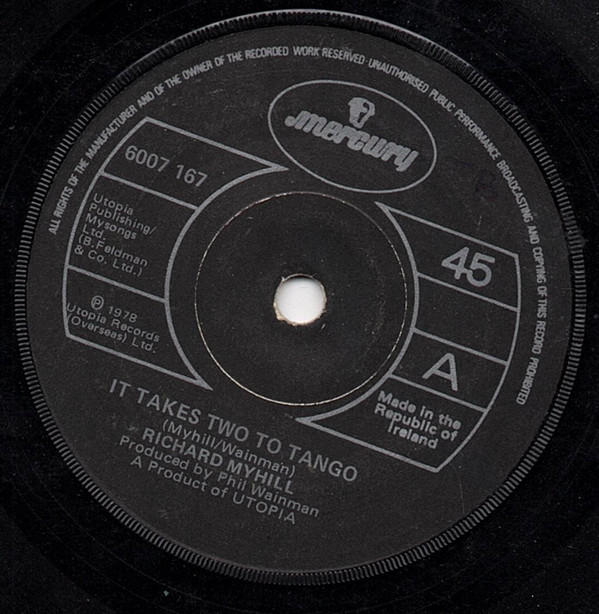 ALL RIGHTS OF THE MANUFACTURER AND OF THE OWNER OF THE RECORDED WORK RESERVED·UNAUTHORISED PUBLIC PERFORMANCE BROADCASTING AND COPYING OF THIS RECORD PROHIBITED
mercury
6007 167
Utopia
Publishing/
Mysongs
Ltd.
(B.Feldman
& Co. Ltd.)
℗ 1978
Utopia Records
(Overseas) Ltd.
45
A
Made in the
Republic of
Ireland
IT TAKES TWO TO TANGO
(Myhill/Wainman)
RICHARD MYHILL
Produced by Phil Wainman
A Product of UTOPIA